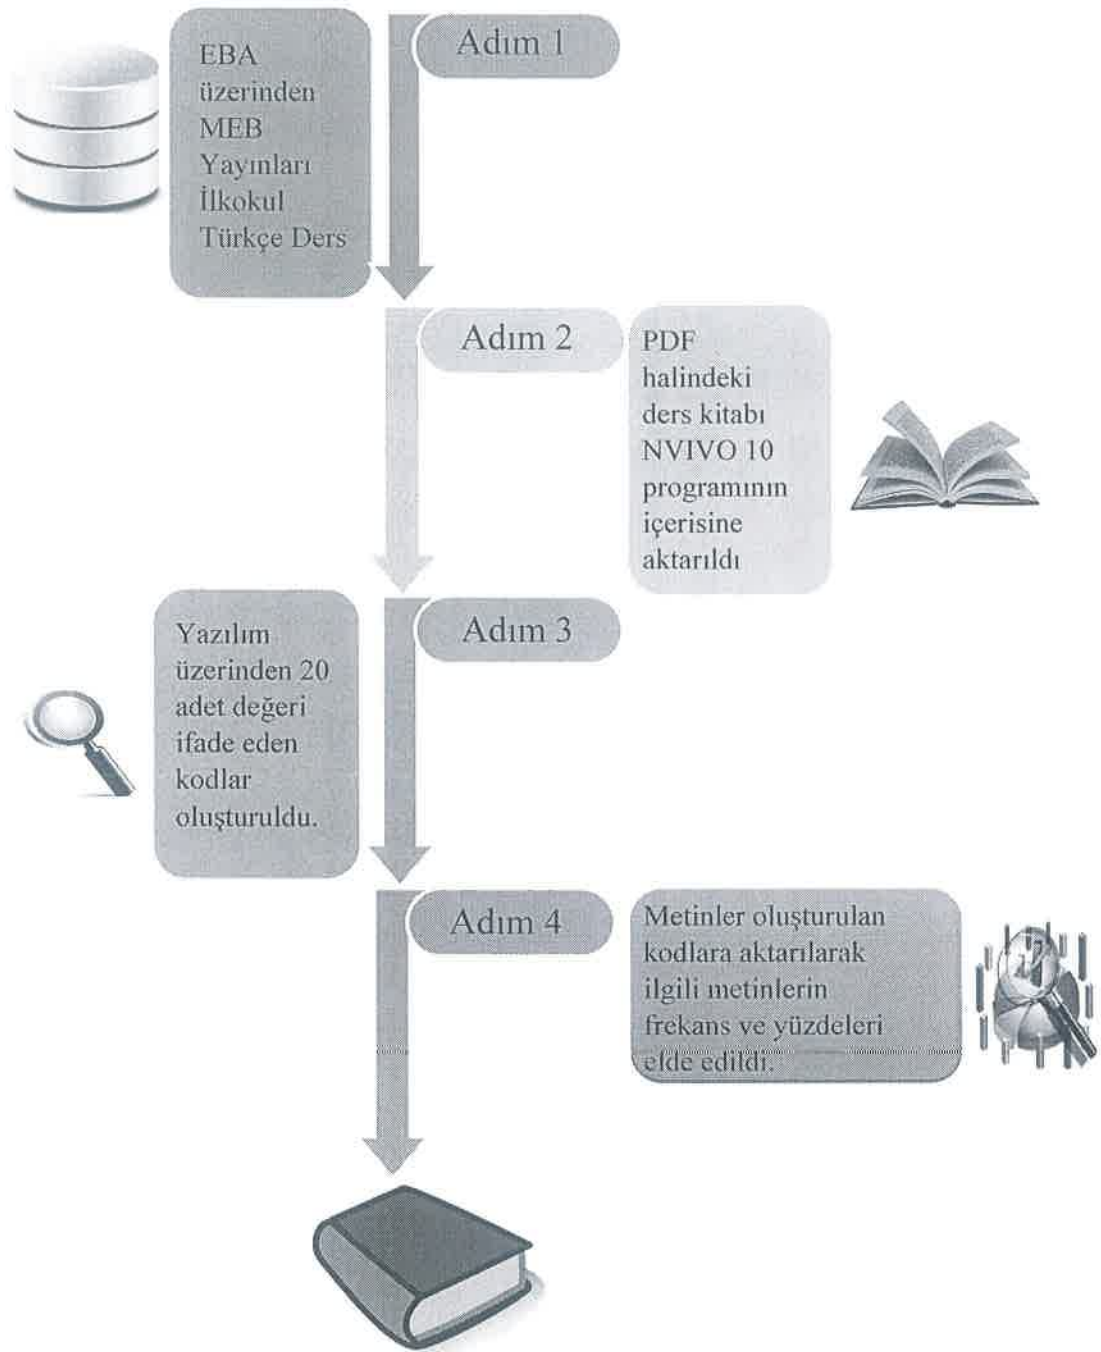 Adım 1
EBA
üzerinden
MEB
Yayınları
İlkokul
Türkçe Ders
Adım 2
PDF
halindeki
ders kitabı
NVIVO 10
programının
içerisine
aktarıldı
Adım 3
Yazılım
üzerinden 20
adet değeri
ifade eden
kodlar
oluşturuldu.
Adım 4
Metinler oluşturulan
kodlara aktarılarak
ilgili metinlerin
frekans ve yüzdeleri
elde edildi.